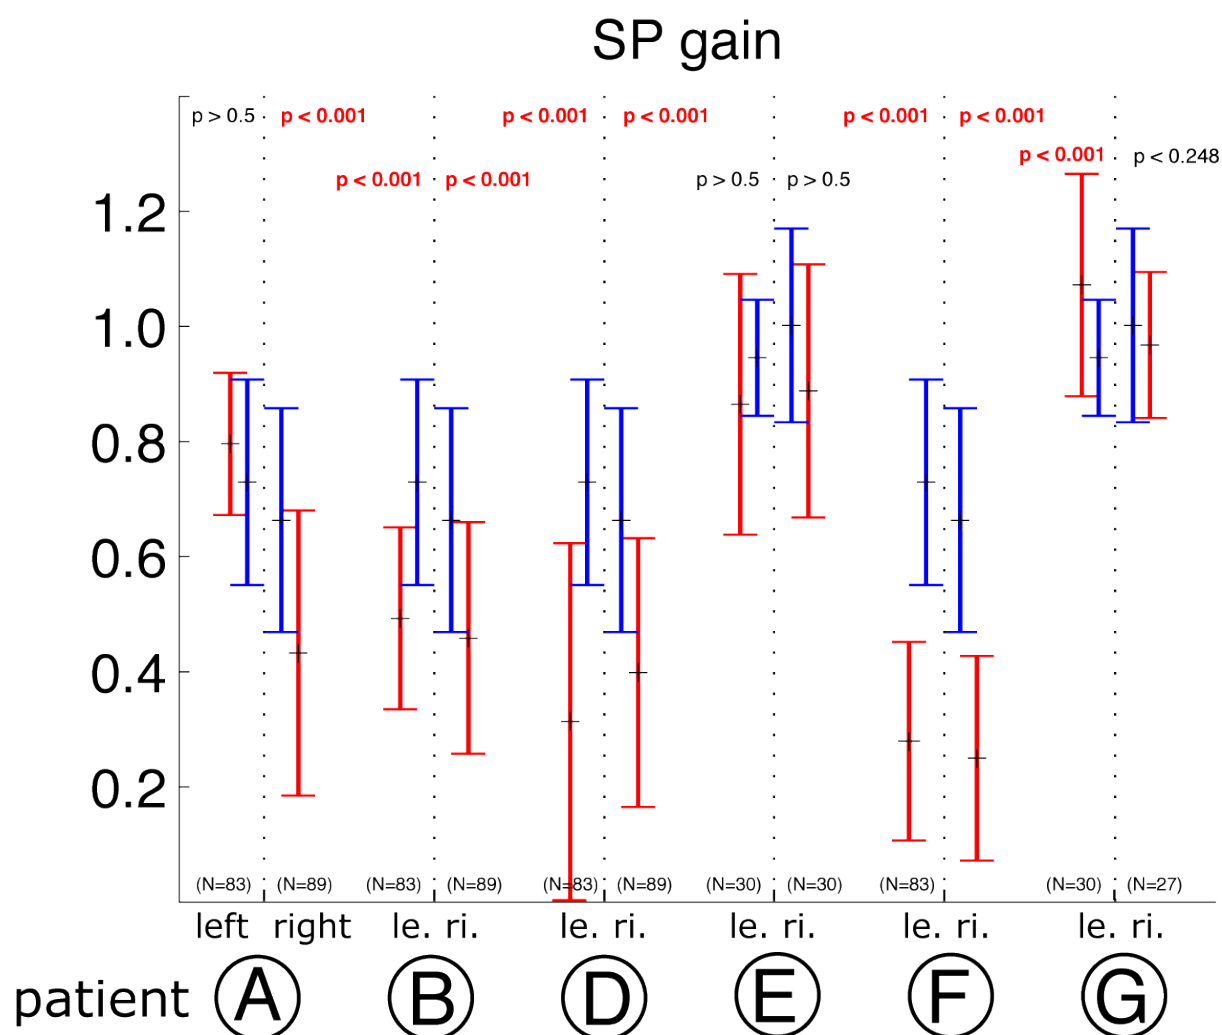 SP gain
p > 0.5 p < 0.001 p < 0.001 p < 0.001 p < 0.001 p < 0.001
p < 0.001 p < 0.248
p < 0.001 p < 0.001 p > 0.5 p > 0.5
1.2
1.0
0.8
0.6
0.4
0.2
(N=83) (N=89) (N=83) (N=89) (N=83) (N=89) (N=30) (N=30) (N=83) (N=30) (N=27)
left right le. ri. le. ri. le. ri. le. ri. le. ri.
patient A B D E F G